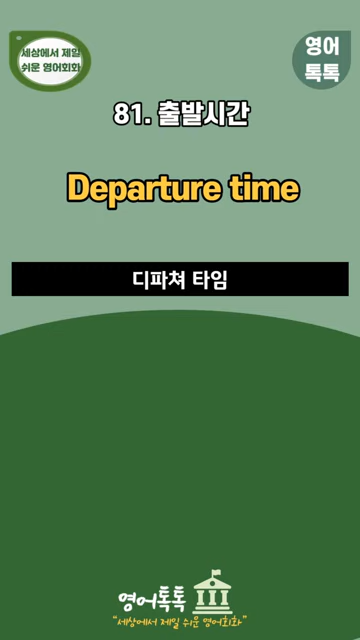 세상에서 제일
쉬운 영어회화
영어
톡톡
81. 출발시간
Departure time
디파쳐 타임
영어톡톡
"세상에서 제일 쉬운 영어회화"